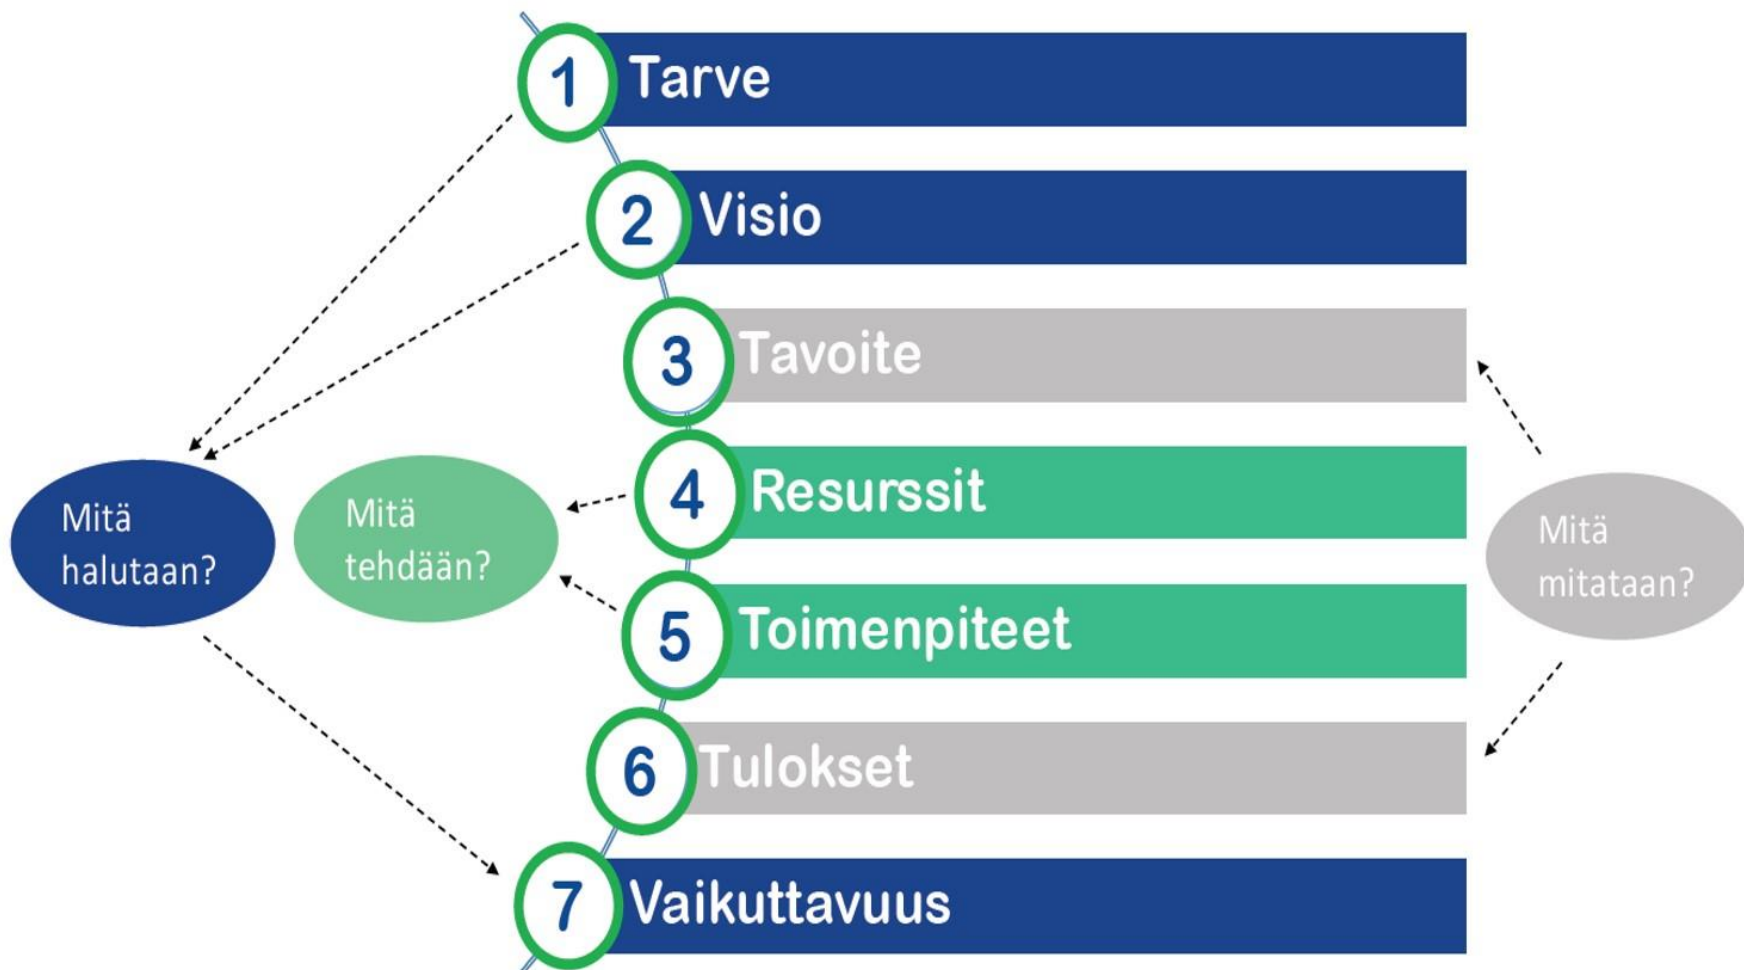 1 Tarve
2 Visio
3 Tavoite
4 Resurssit
5 Toimenpiteet
6 Tulokset
7 Vaikuttavuus
Mitä
halutaan?
Mitä
tehdään?
Mitä
mitataan?